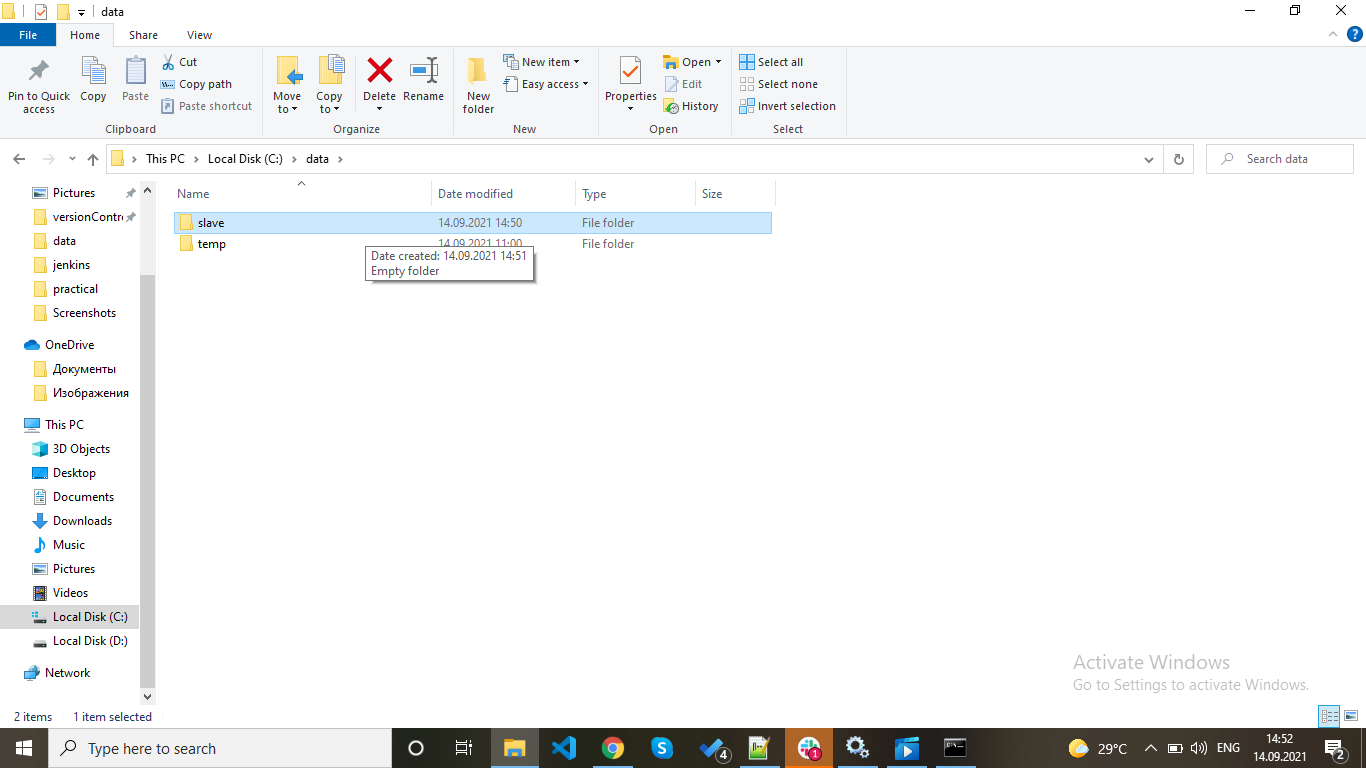 data
File Home Share View
Pin to Quick access
Copy
Paste
Cut
Copy path
Paste shortcut
Clipboard
Move to
Copy to
Delete
Rename
Organize
New folder
New item
Easy access
New
Properties
Open
Edit
History
Open
Select all
Select none
Invert selection
Select
This PC Local Disk (C:) data
Search data
Pictures
versionContr
data
jenkins
practical
Screenshots
OneDrive
Документы
Изображения
This PC
3D Objects
Desktop
Documents
Downloads
Music
Pictures
Videos
Local Disk (C:)
Local Disk (D:)
Network
Name Date modified Type Size
slave 14.09.2021 14:50 File folder
temp 14.09.2021 11:00 File folder
Date created: 14.09.2021 14:51
Empty folder
Activate Windows
Go to Settings to activate Windows.
2 items 1 item selected
Type here to search
4
1
29°C
ENG
14:52
14.09.2021
2